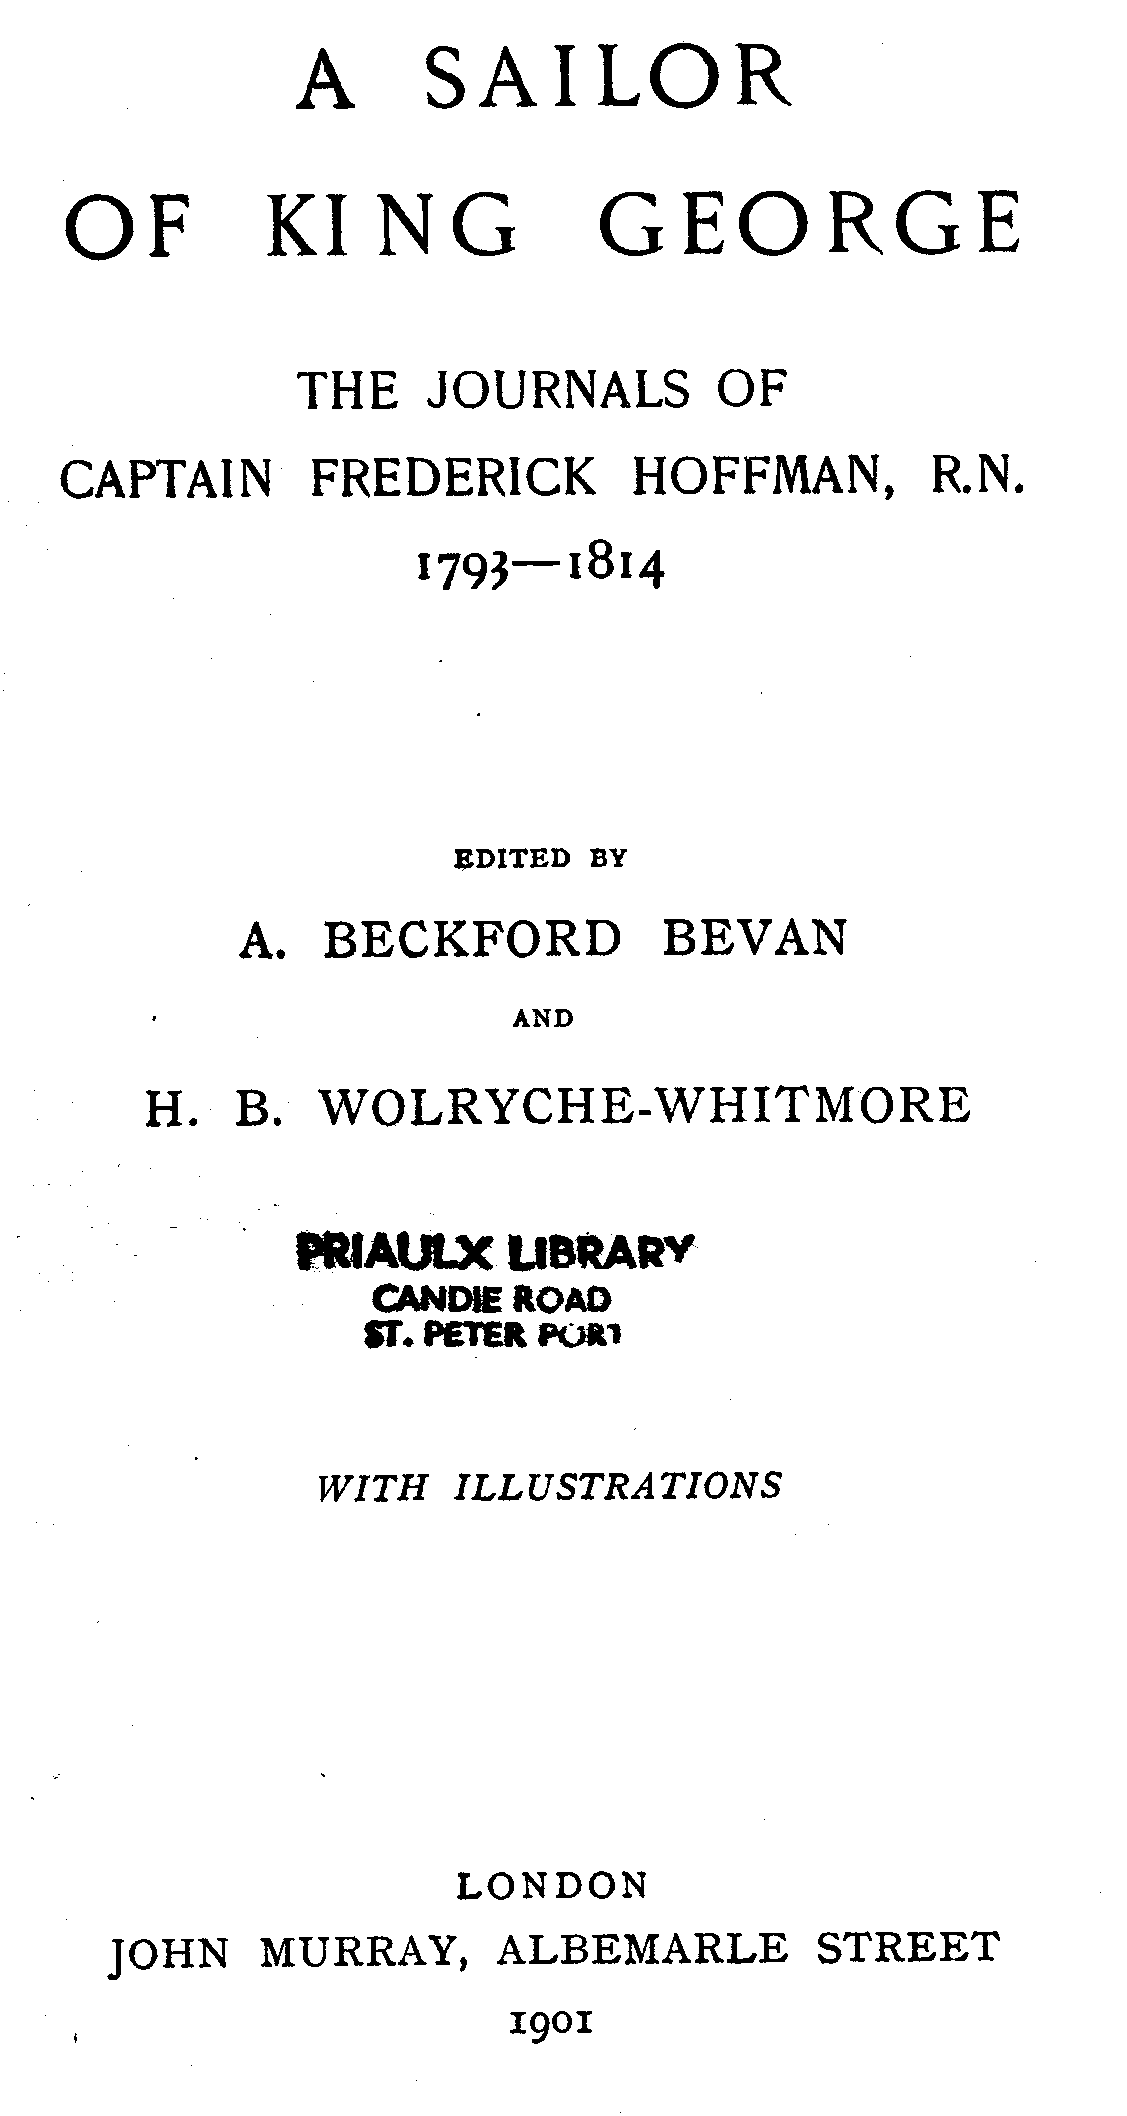 A SAILOR
OF KING GEORGE
THE JOURNALS OF
CAPTAIN FREDERICK HOFFMAN, R.N.
1793—1814
EDITED BY
A. BECKFORD BEVAN
AND
H. B. WOLRYCHE-WHITMORE
PRIAULX LIBRARY
CANDIE ROAD
ST. PETER PORT
WITH ILLUSTRATIONS
LONDON
JOHN MURRAY, ALBEMARLE STREET
1901